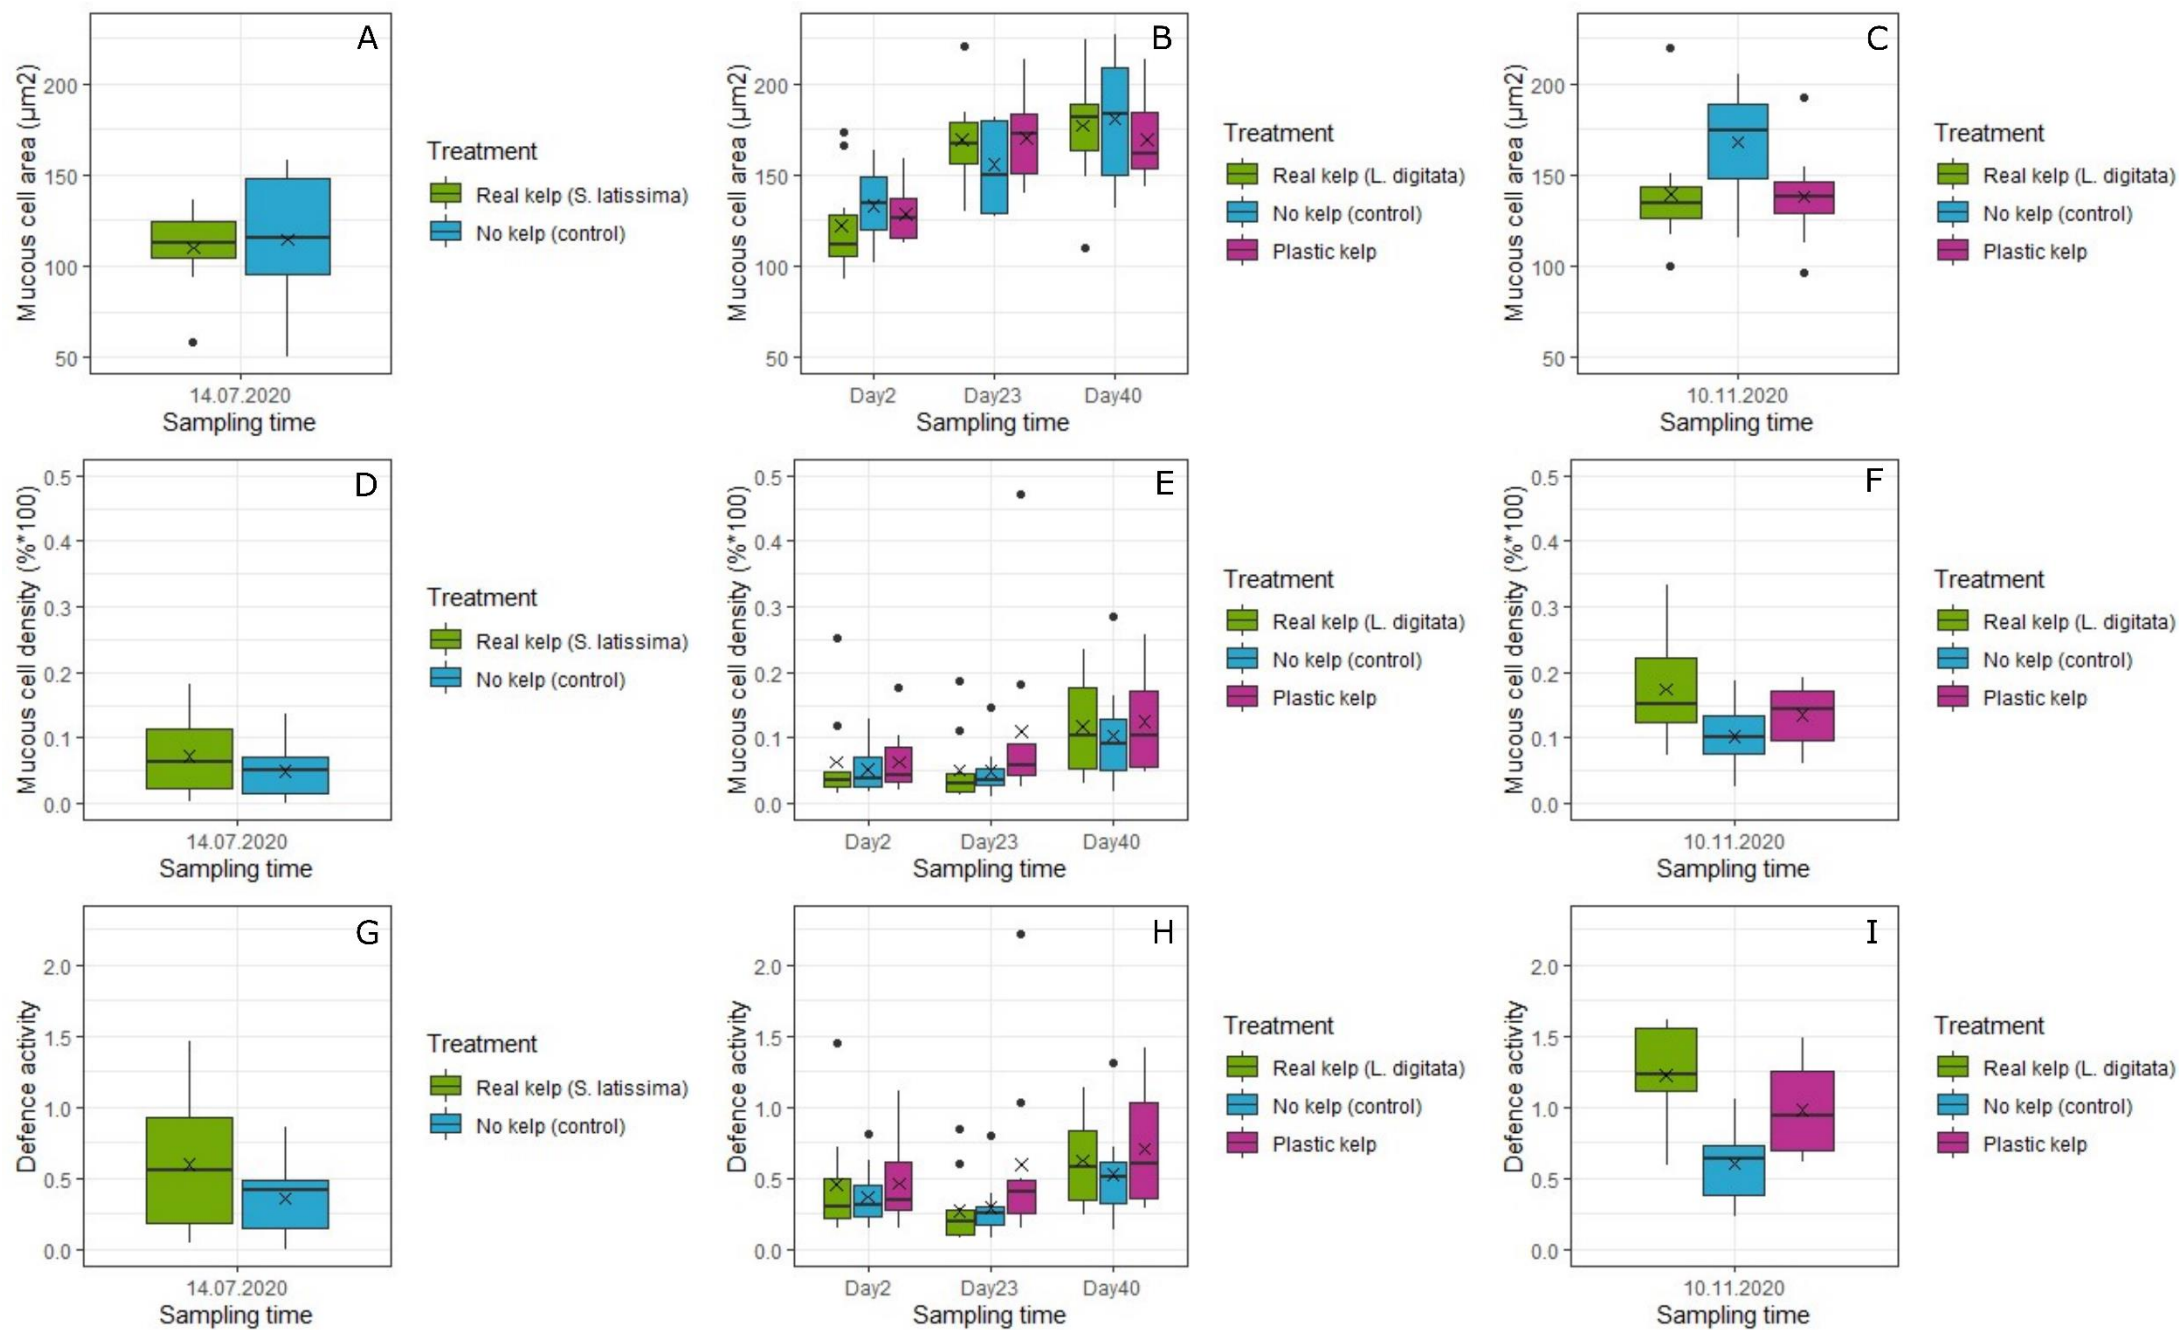 A
Mucous cell area (µm2)
200
150
100
50
14.07.2020
Sampling time
Treatment
Real kelp (S. latissima)
No kelp (control)
B
Mucous cell area (µm2)
200
150
100
50
Day2 Day23 Day40
Sampling time
Treatment
Real kelp (L. digitata)
No kelp (control)
Plastic kelp
C
Mucous cell area (µm2)
200
150
100
50
10.11.2020
Sampling time
Treatment
Real kelp (L. digitata)
No kelp (control)
Plastic kelp
D
Mucous cell density (%*100)
0.5
0.4
0.3
0.2
0.1
0.0
14.07.2020
Sampling time
Treatment
Real kelp (S. latissima)
No kelp (control)
E
Mucous cell density (%*100)
0.5
0.4
0.3
0.2
0.1
0.0
Day2 Day23 Day40
Sampling time
Treatment
Real kelp (L. digitata)
No kelp (control)
Plastic kelp
F
Mucous cell density (%*100)
0.5
0.4
0.3
0.2
0.1
0.0
10.11.2020
Sampling time
Treatment
Real kelp (L. digitata)
No kelp (control)
Plastic kelp
G
Defence activity
2.0
1.5
1.0
0.5
0.0
14.07.2020
Sampling time
Treatment
Real kelp (S. latissima)
No kelp (control)
H
Defence activity
2.0
1.5
1.0
0.5
0.0
Day2 Day23 Day40
Sampling time
Treatment
Real kelp (L. digitata)
No kelp (control)
Plastic kelp
I
Defence activity
2.0
1.5
1.0
0.5
0.0
10.11.2020
Sampling time
Treatment
Real kelp (L. digitata)
No kelp (control)
Plastic kelp